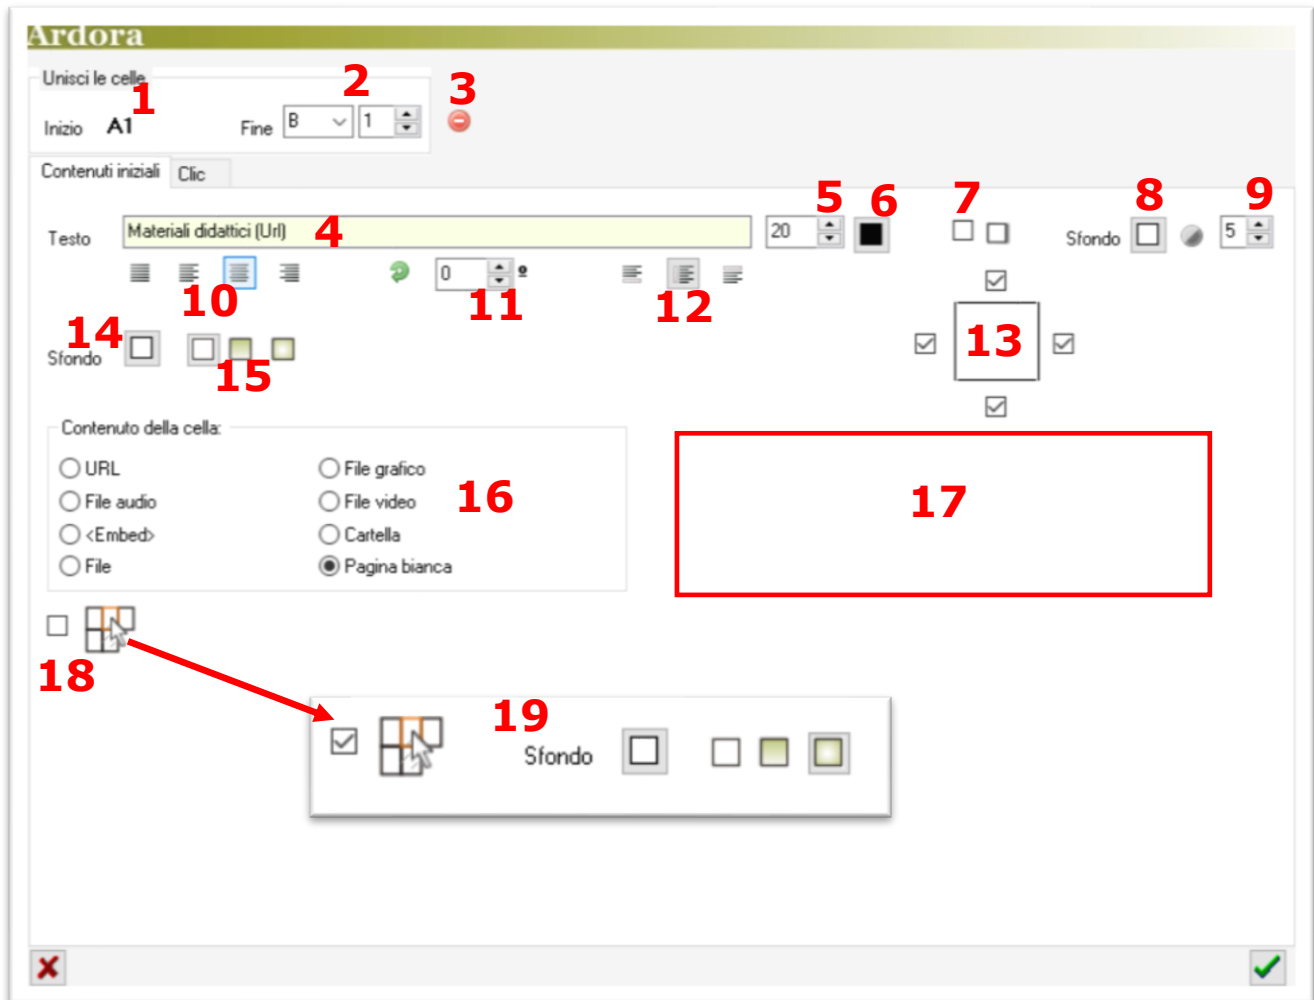 Ardora
Unisci le celle
1 2 3
Inizio A1 Fine B 1
Contenuti iniziali Clic
5 6 7 8 9
Testo Materiali didattici (Url) 4 20 Sfondo 5
0 º
10 11 12
14 13
Sfondo
15
Contenuto della cella:
URL File grafico
File audio File video 16 17
<Embed> Cartella
File Pagina bianca
18
19
Sfondo